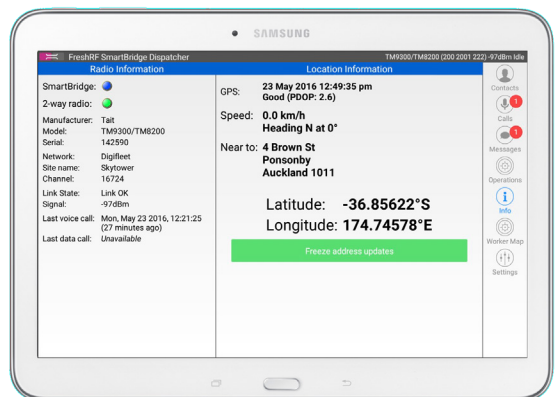 SAMSUNG
FreshRF SmartBridge Dispatcher
TM9300/TM8200 (200 2001 222)-97dBm Idle
Radio Information
SmartBridge:
2-way radio:
Manufacturer: Tait
Model: TM9300/TM8200
Serial: 142590
Network: Digifleet
Site name: Skytower
Channel: 16724
Link State: Link OK
Signal: -97dBm
Last voice call: Mon, May 23 2016, 12:21:25
(27 minutes ago)
Last data call: Unavailable
Location Information
GPS: 23 May 2016 12:49:35 pm
Good (PDOP: 2.6)
Speed: 0.0 km/h
Heading N at 0°
Near to: 4 Brown St
Ponsonby
Auckland 1011
Latitude: -36.85622°S
Longitude: 174.74578°E
Freeze address updates
Contacts
1
Calls
1
Messages
Operations
i
Info
Worker Map
Settings